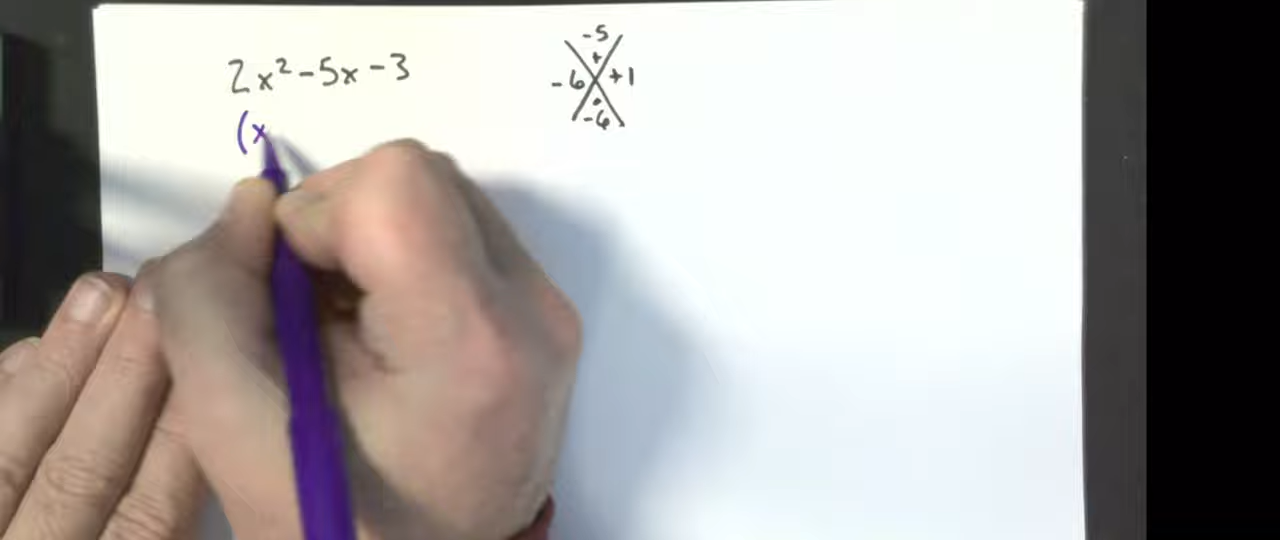 2x² - 5x - 3
(x
-5
+
-6 +1
•
-6